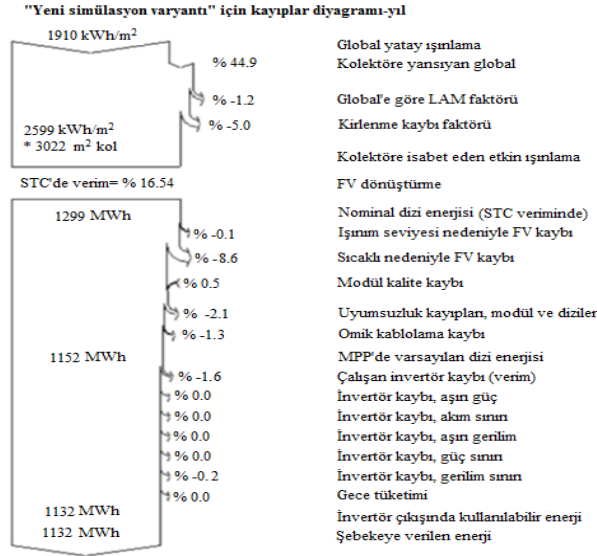 "Yeni simülasyon varyantı" için kayıplar diyagramı-yıl
1910 kWh/m²
Global yatay ışınlama
% 44.9 Kolektöre yansıyan global
% -1.2 Global'e göre LAM faktörü
% -5.0 Kirlenme kaybı faktörü
2599 kWh/m²
* 3022 m² kol
Kolektöre isabet eden etkin ışınlama
STC'de verim= % 16.54 FV dönüştürme
1299 MWh Nominal dizi enerjisi (STC veriminde)
% -0.1 Işınım seviyesi nedeniyle FV kaybı
% -8.6 Sıcaklı nedeniyle FV kaybı
% 0.5 Modül kalite kaybı
% -2.1 Uyumsuzluk kayıpları, modül ve diziler
% -1.3 Omik kablolama kaybı
1152 MWh MPP'de varsayılan dizi enerjisi
% -1.6 Çalışan invertör kaybı (verim)
% 0.0 İnvertör kaybı, aşırı güç
% 0.0 İnvertör kaybı, akım sınırı
% 0.0 İnvertör kaybı, aşırı gerilim
% 0.0 İnvertör kaybı, güç sınırı
% -0.2 İnvertör kaybı, gerilim sınırı
% 0.0 Gece tüketimi
1132 MWh İnvertör çıkışında kullanılabilir enerji
1132 MWh Şebekeye verilen enerji